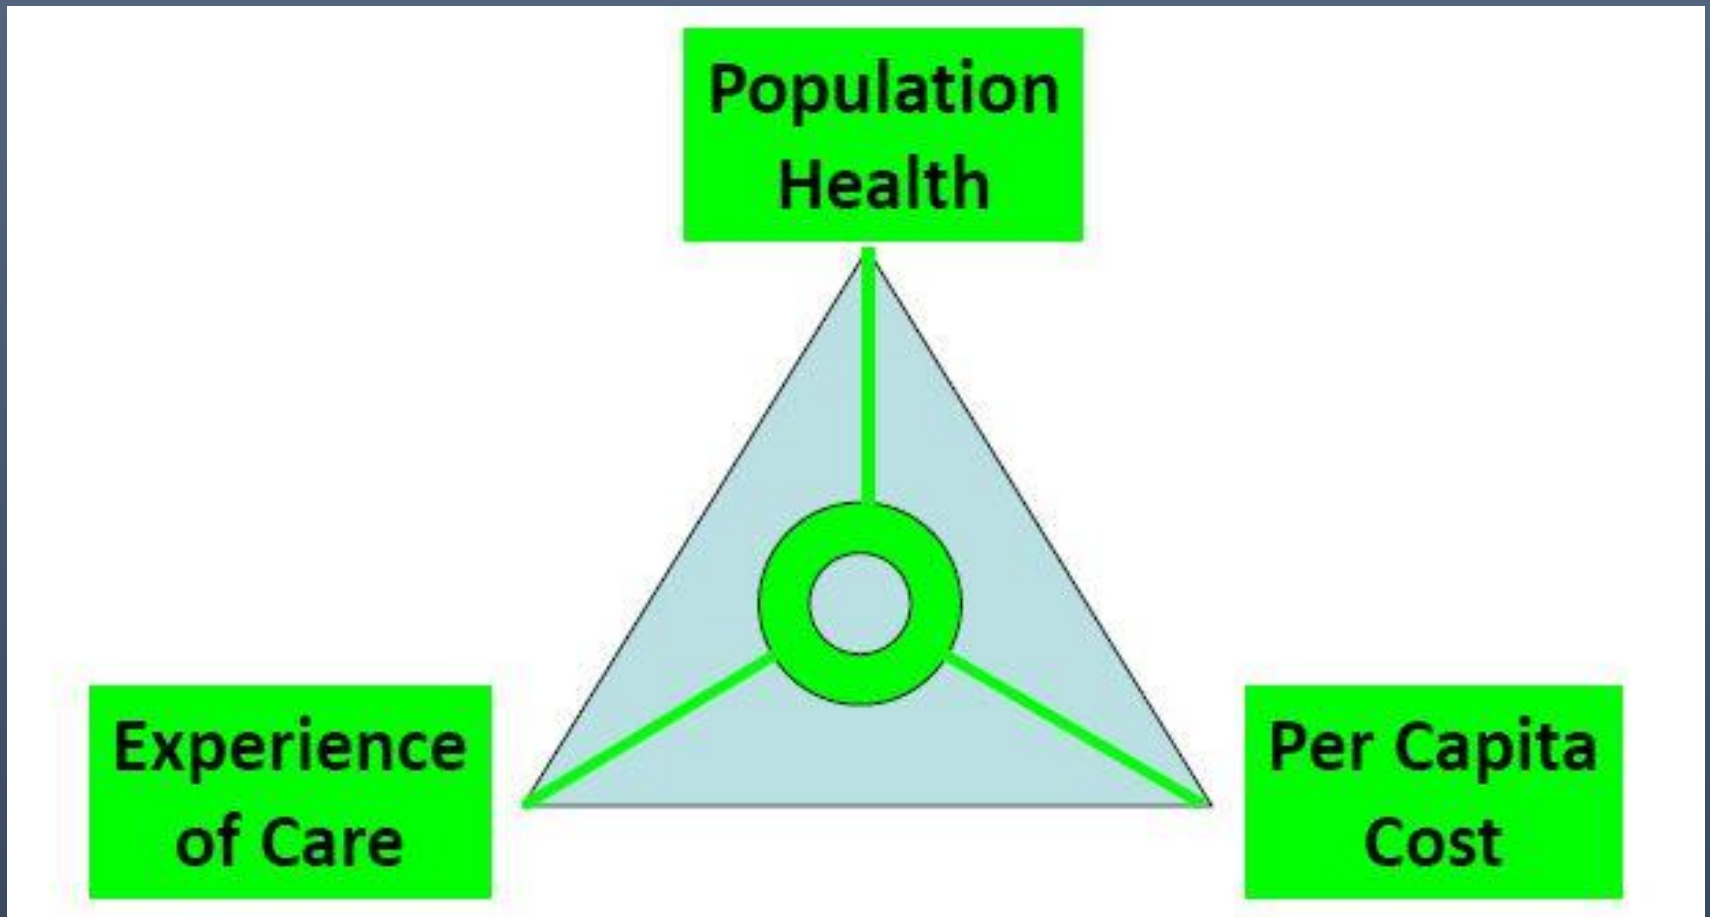 Population
Health
Experience
of Care
Per Capita
Cost